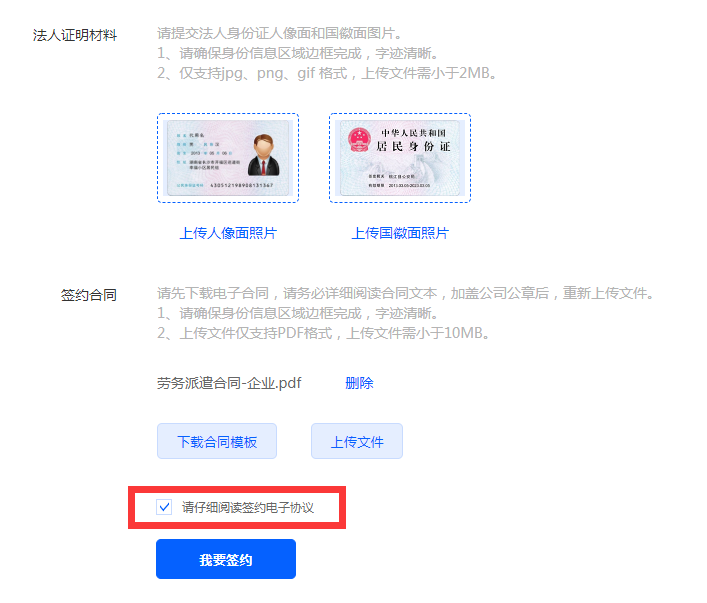 法人证明材料
请提交法人身份证人像面和国徽面图片。
1、请确保身份信息区域边框完成，字迹清晰。
2、仅支持jpg、png、gif 格式，上传文件需小于2MB。
代用名
430512198908131367
中华人民共和国
居民身份证
2013.03.05-2023.03.05
上传人像面照片
上传国徽面照片
签约合同
请先下载电子合同，请务必详细阅读合同文本，加盖公司公章后，重新上传文件。
1、请确保身份信息区域边框完成，字迹清晰。
2、上传文件仅支持PDF格式，上传文件需小于10MB。
劳务派遣合同-企业.pdf
删除
下载合同模板
上传文件
请仔细阅读签约电子协议
我要签约